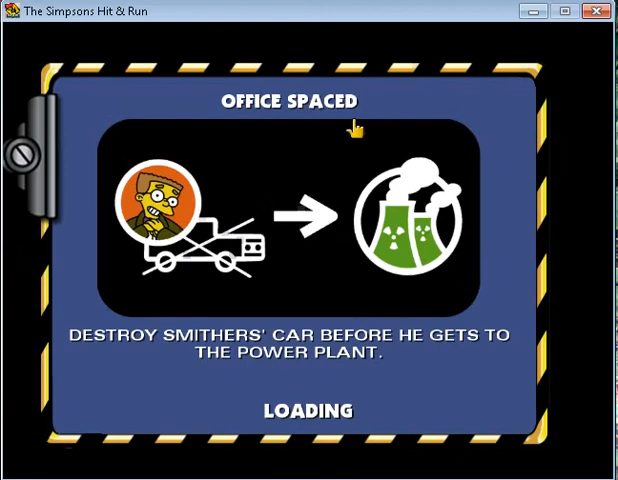 The Simpsons Hit & Run
OFFICE SPACED
DESTROY SMITHERS' CAR BEFORE HE GETS TO
THE POWER PLANT.
LOADING